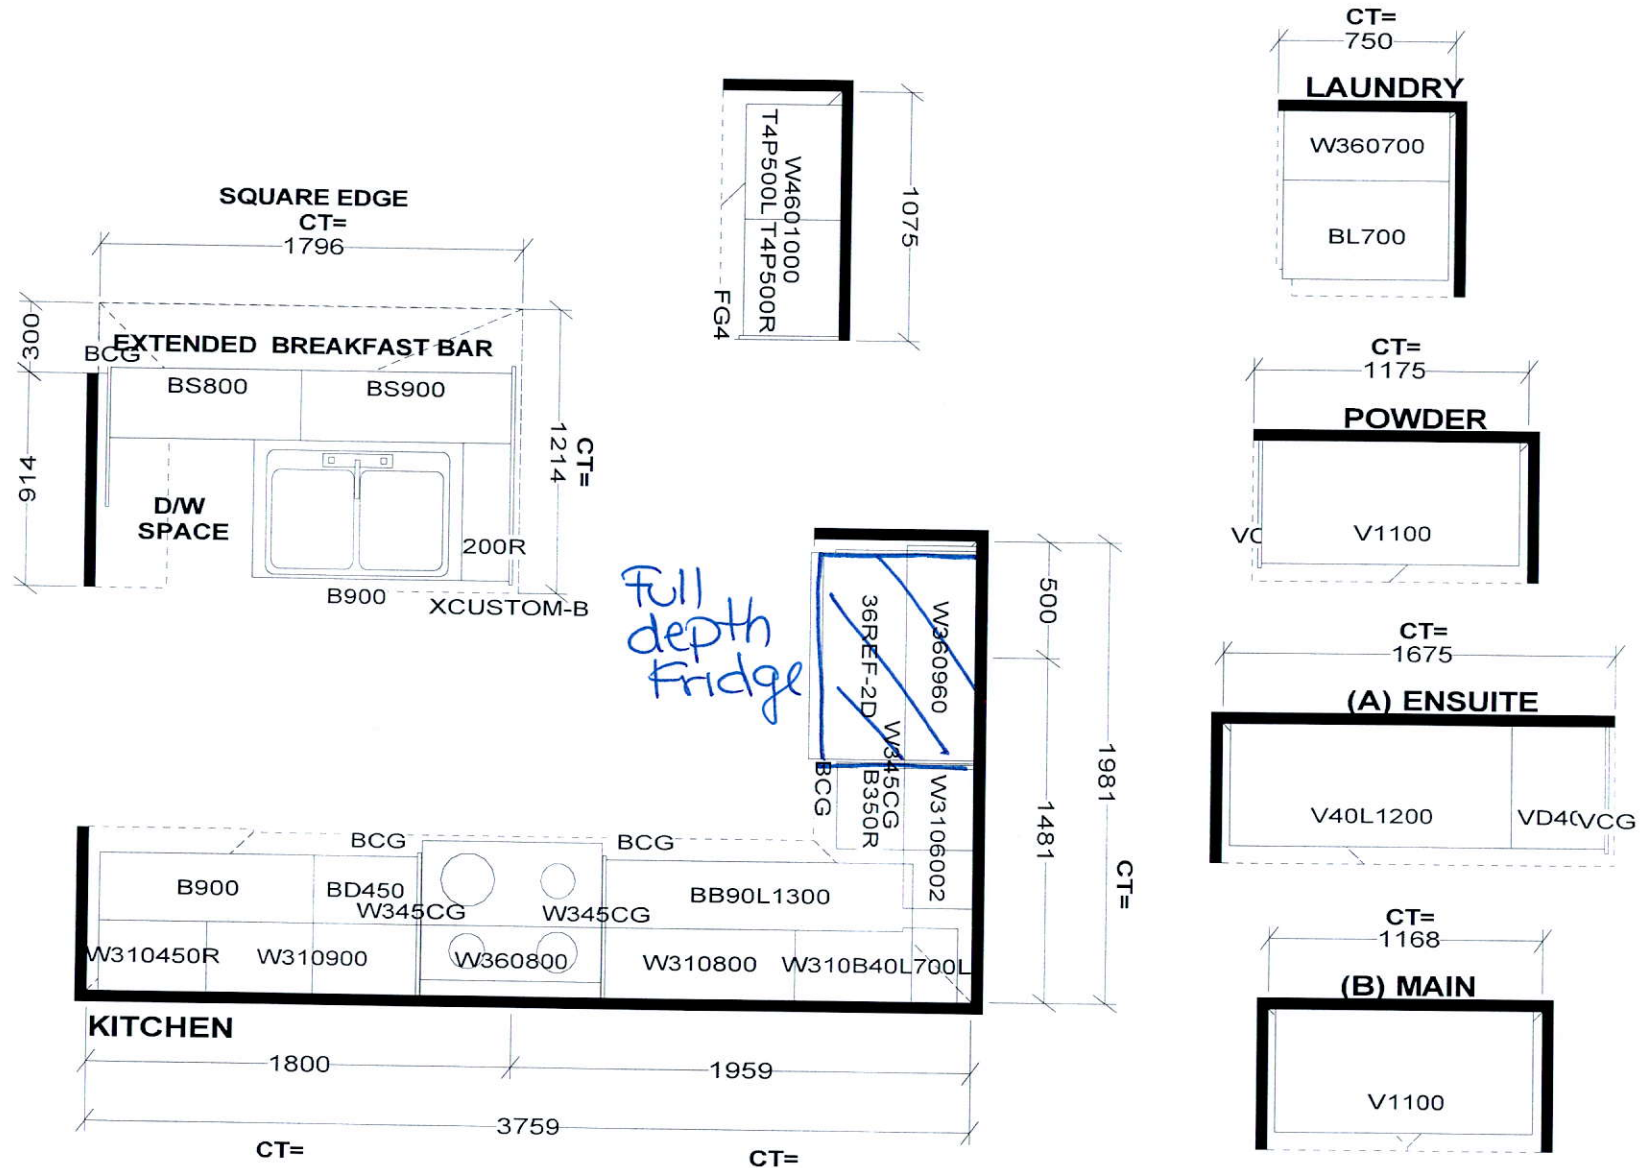 CT=
750
LAUNDRY
W360700
BL700
T4P500L T4P500R
W4601000
FG4
1075
SQUARE EDGE
CT=
1796
300
914
BCG
EXTENDED BREAKFAST BAR
BS800
BS900
D/W
SPACE
200R
B900
XCUSTOM-B
1214
CT=
CT=
1175
POWDER
V1100
Full
depth
Fridge
36REF-2D
W360960
W345CG
BCG
B350R
W3106002
500
1481
1981
CT=
CT=
1675
(A) ENSUITE
V40L1200
VCG
BCG
BCG
B900
BD450
W345CG
W345CG
BB90L1300
W310450R
W310900
W360800
W310800
W310B40L700L
KITCHEN
1800
1959
3759
CT=
CT=
CT=
1168
(B) MAIN
V1100